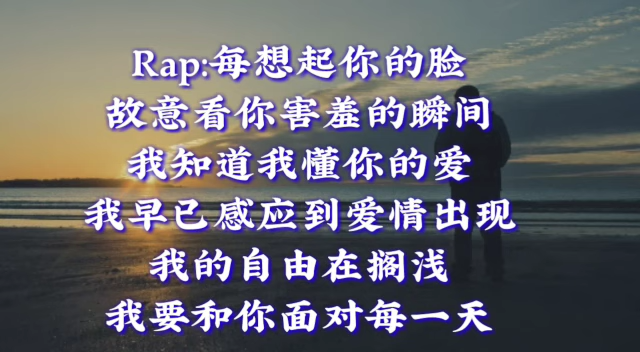 Rap:每想起你的脸
故意看你害羞的瞬间
我知道我懂你的爱
我早已感应到爱情出现
我的自由在搁浅
我要和你面对每一天